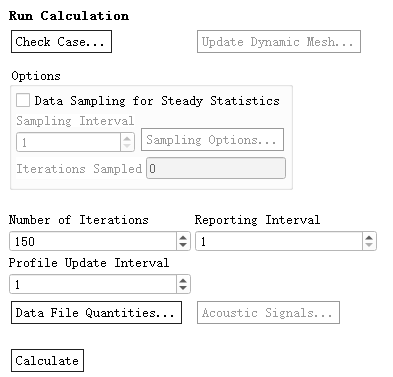 Run Calculation
Check Case... Update Dynamic Mesh...
Options
Data Sampling for Steady Statistics
Sampling Interval
1 Sampling Options...
Iterations Sampled 0
Number of Iterations Reporting Interval
150 1
Profile Update Interval
1
Data File Quantities... Acoustic Signals...
Calculate